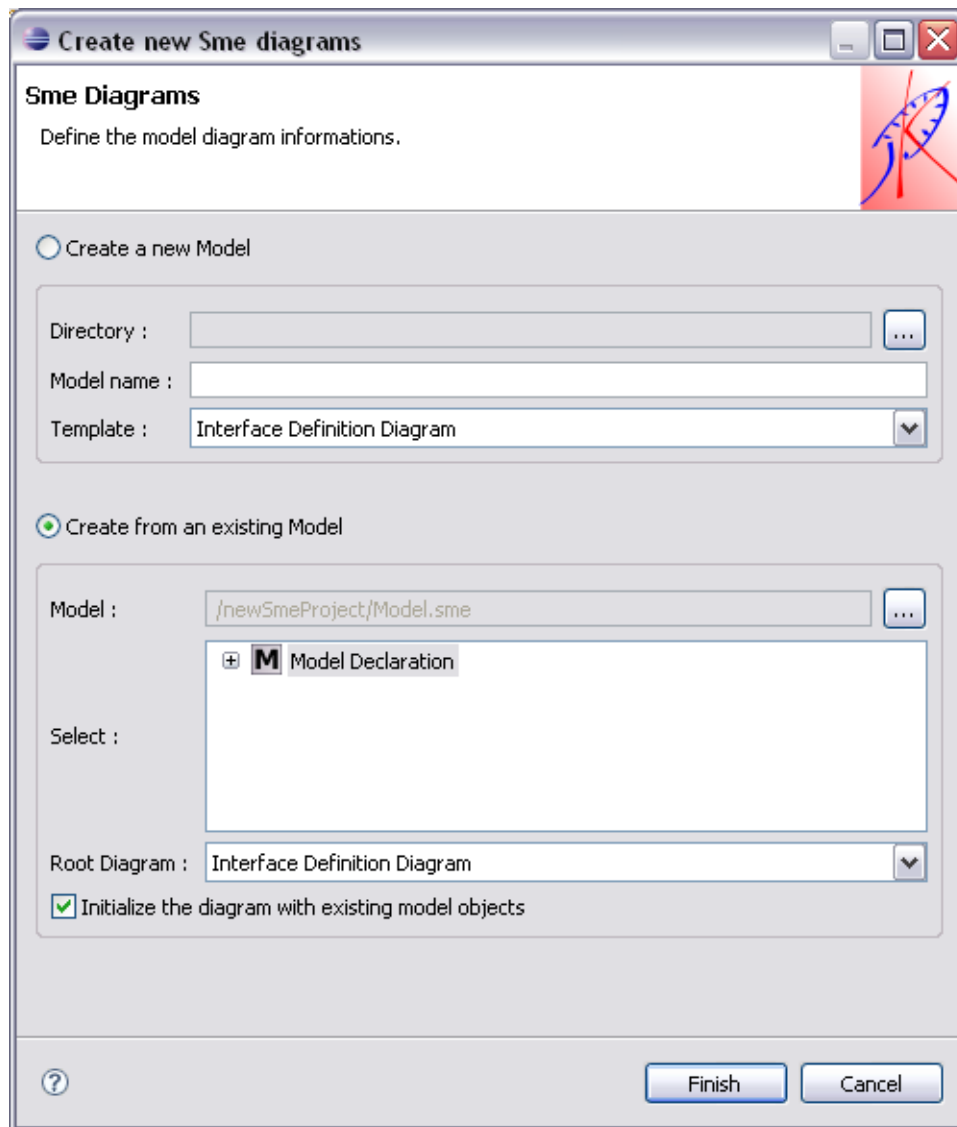 Create new Sme diagrams
Sme Diagrams
Define the model diagram informations.
Create a new Model
Directory :
...
Model name :
Template : Interface Definition Diagram
Create from an existing Model
Model : /newSmeProject/Model.sme ...
M Model Declaration
Select :
Root Diagram : Interface Definition Diagram
Initialize the diagram with existing model objects
? Finish Cancel